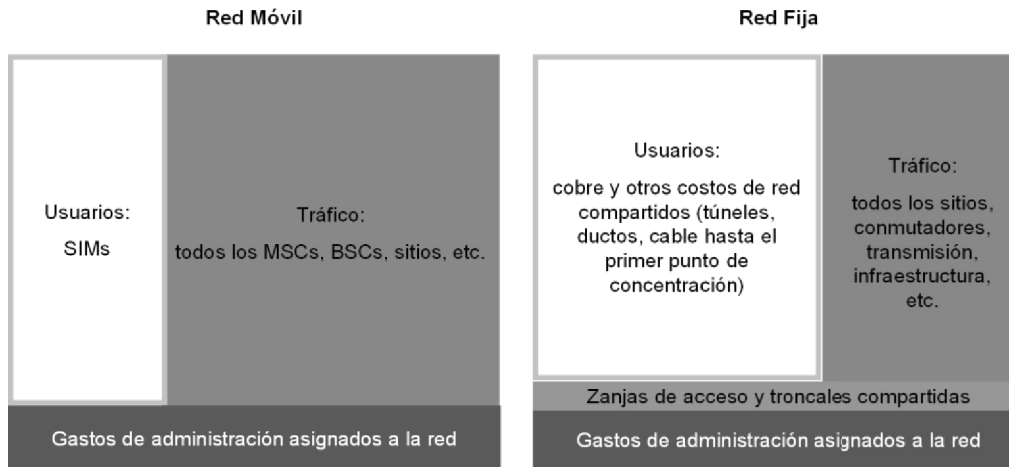 Red Móvil
Usuarios:
SIMs
Tráfico:
todos los MSCs, BSCs, sitios, etc.
Gastos de administración asignados a la red
Red Fija
Usuarios:
cobre y otros costos de red
compartidos (túneles,
ductos, cable hasta el
primer punto de
concentración)
Tráfico:
todos los sitios,
conmutadores,
transmisión,
infraestructura,
etc.
Zanjas de acceso y troncales compartidas
Gastos de administración asignados a la red